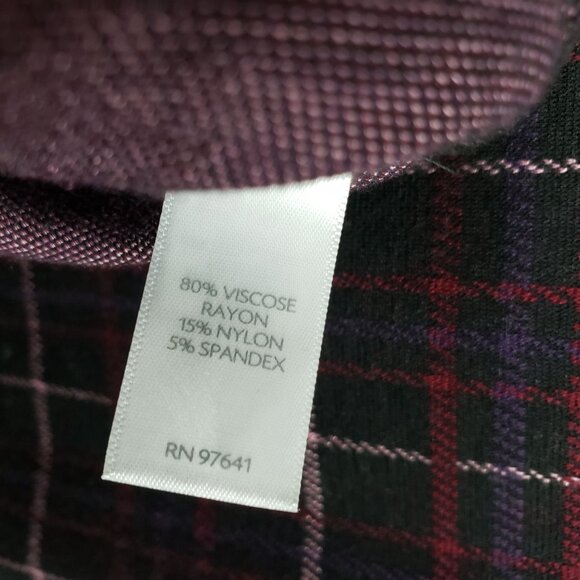 80% VISCOSE
RAYON
15% NYLON
5% SPANDEX
RN 97641